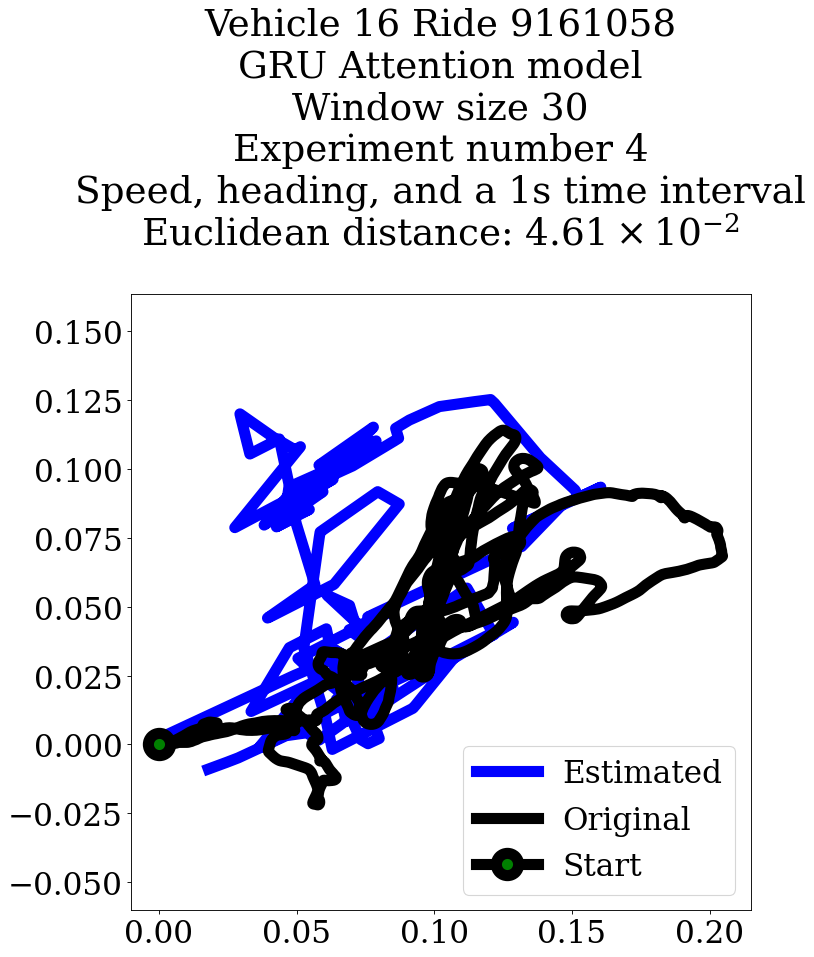 Vehicle 16 Ride 9161058
GRU Attention model
Window size 30
Experiment number 4
Speed, heading, and a 1s time interval
Euclidean distance: 4.61 × 10⁻²
0.150
0.125
0.100
0.075
0.050
0.025
0.000
−0.025
−0.050
Estimated
Original
Start
0.00 0.05 0.10 0.15 0.20